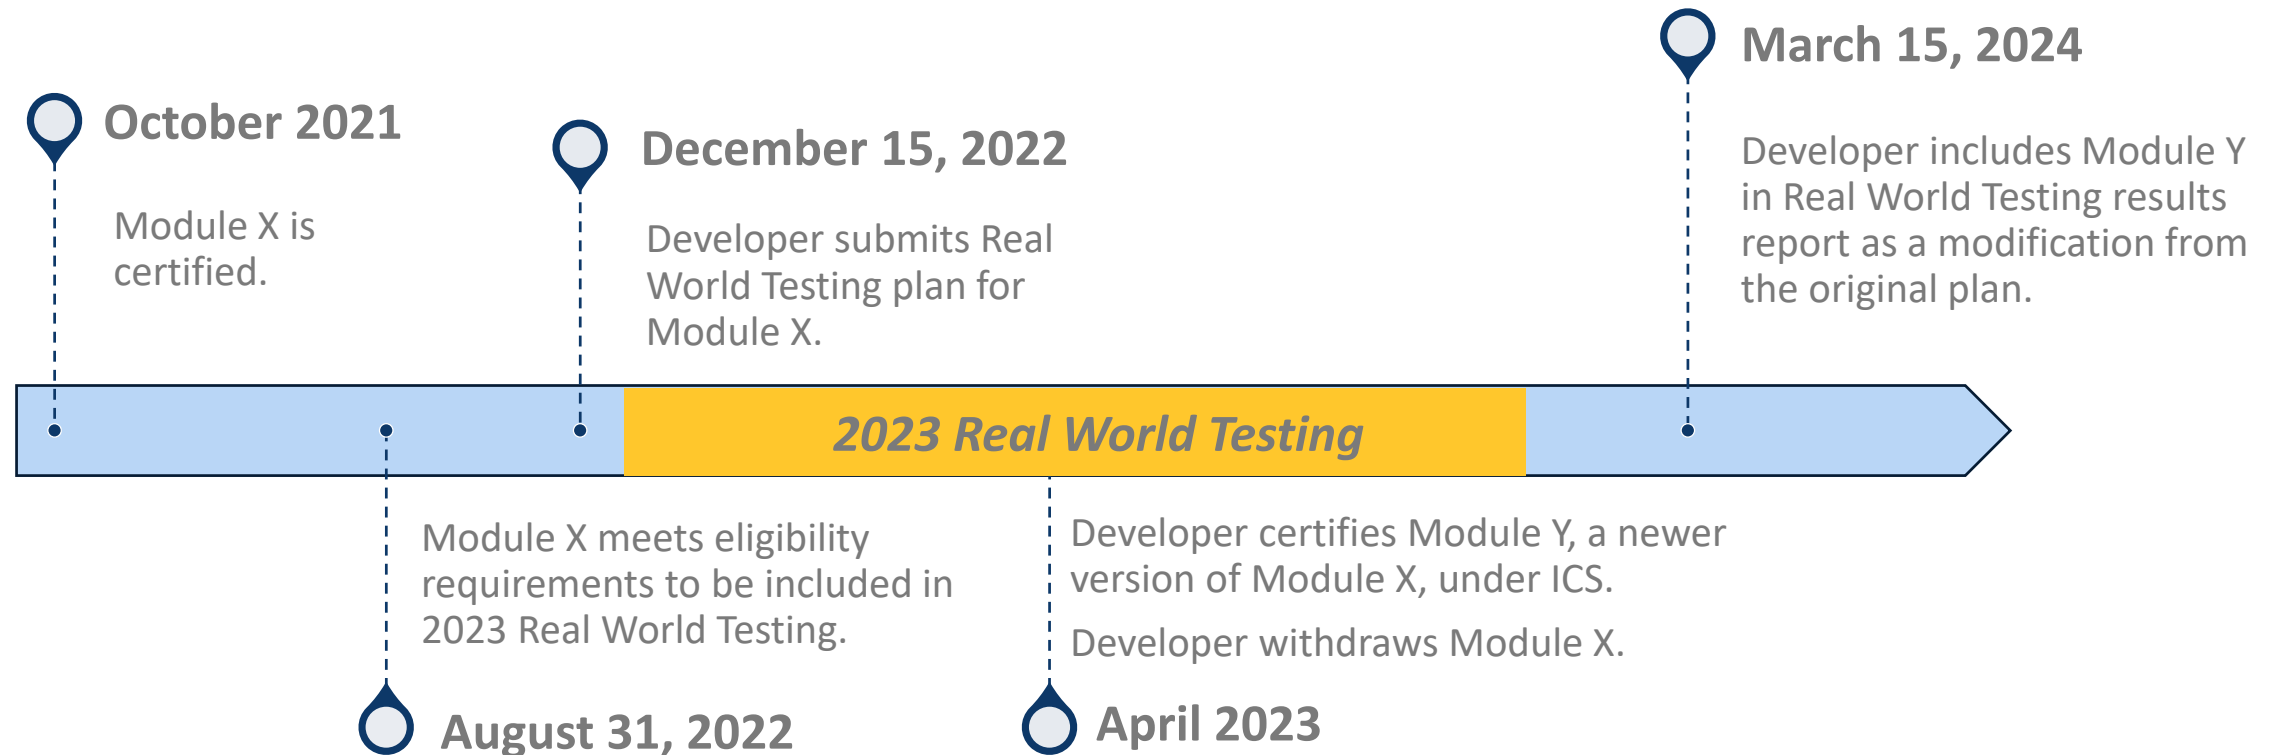 October 2021
Module X is
certified.
December 15, 2022
Developer submits Real
World Testing plan for
Module X.
March 15, 2024
Developer includes Module Y
in Real World Testing results
report as a modification from
the original plan.
2023 Real World Testing
Module X meets eligibility
requirements to be included in
2023 Real World Testing.
August 31, 2022
Developer certifies Module Y, a newer
version of Module X, under ICS.
Developer withdraws Module X.
April 2023